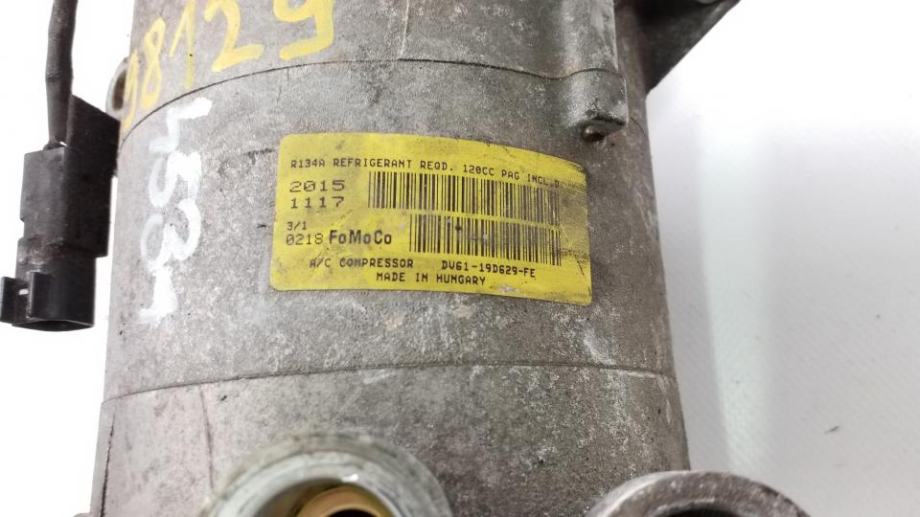 98129
4534
R134A REFRIGERANT REQD. 120CC PAG INCL.D.
2015
1117
3/1
0218 FoMoCo
A/C COMPRESSOR DV61-19D629-FE
MADE IN HUNGARY